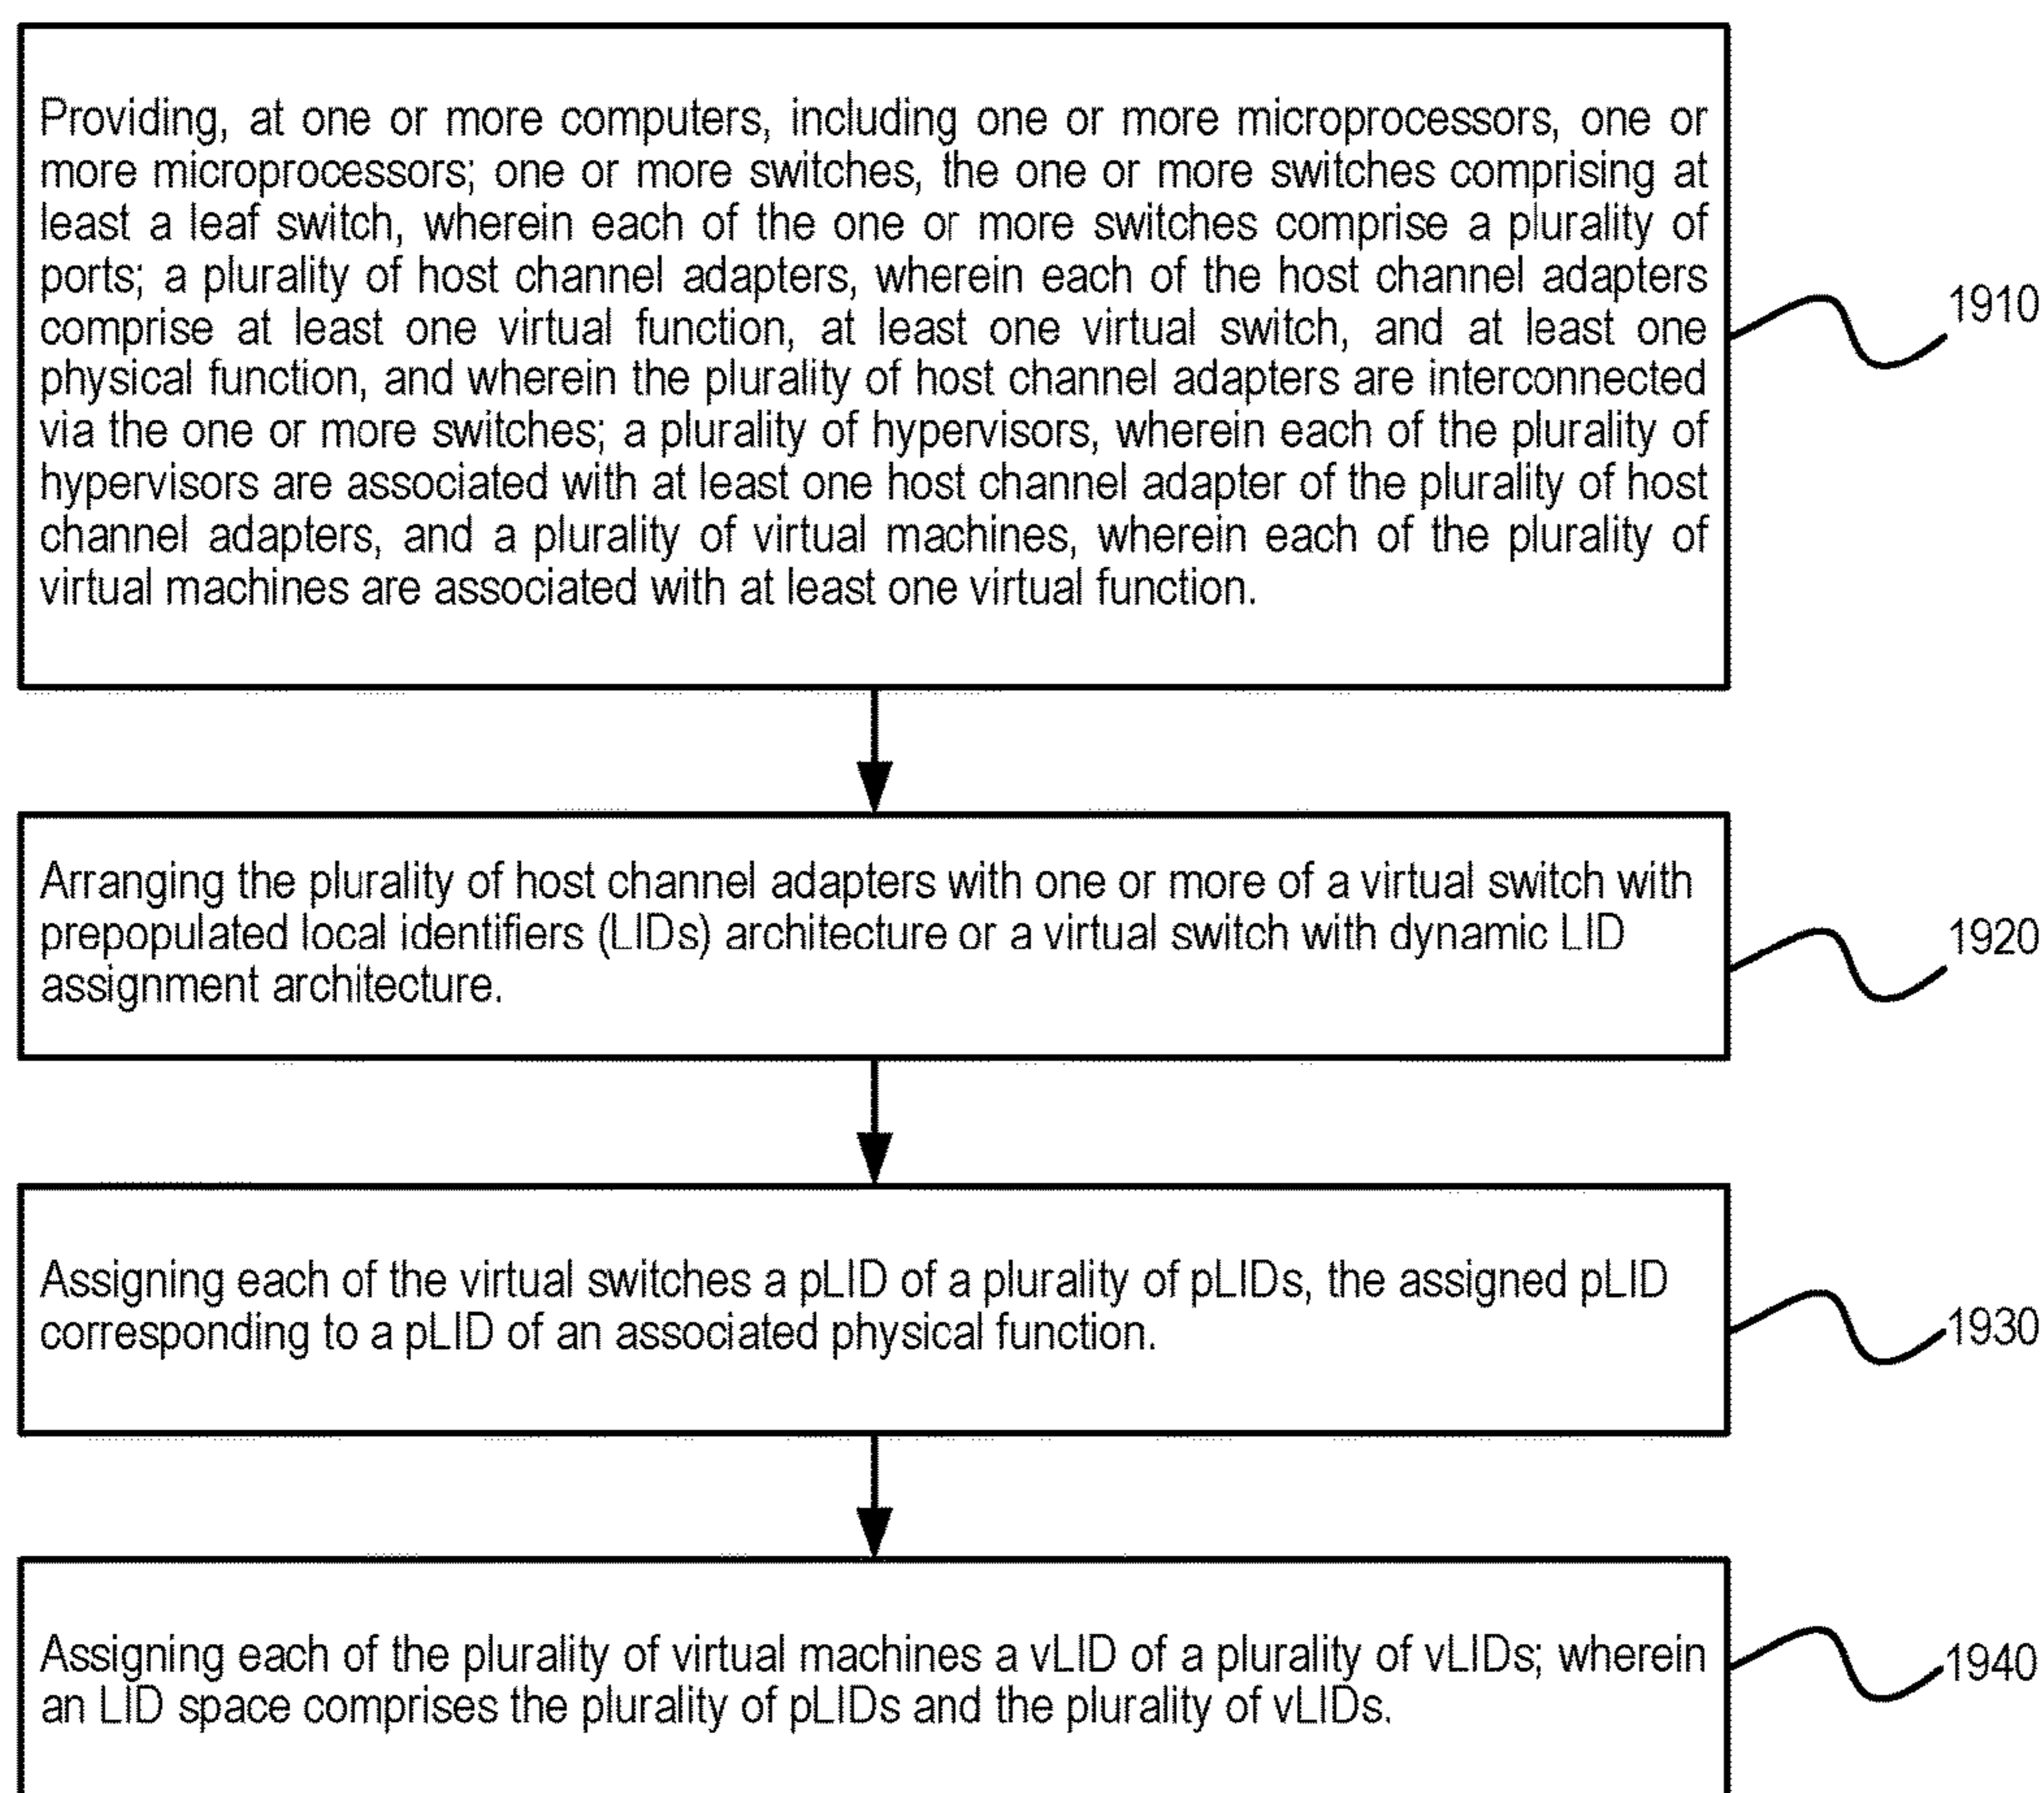 Providing, at one or more computers, including one or more microprocessors, one or
more microprocessors; one or more switches, the one or more switches comprising at
least a leaf switch, wherein each of the one or more switches comprise a plurality of
ports; a plurality of host channel adapters, wherein each of the host channel adapters
comprise at least one virtual function, at least one virtual switch, and at least one
physical function, and wherein the plurality of host channel adapters are interconnected
via the one or more switches; a plurality of hypervisors, wherein each of the plurality of
hypervisors are associated with at least one host channel adapter of the plurality of host
channel adapters, and a plurality of virtual machines, wherein each of the plurality of
virtual machines are associated with at least one virtual function.
1910
Arranging the plurality of host channel adapters with one or more of a virtual switch with
prepopulated local identifiers (LIDs) architecture or a virtual switch with dynamic LID
assignment architecture.
1920
Assigning each of the virtual switches a pLID of a plurality of pLIDs, the assigned pLID
corresponding to a pLID of an associated physical function.
1930
Assigning each of the plurality of virtual machines a vLID of a plurality of vLIDs; wherein
an LID space comprises the plurality of pLIDs and the plurality of vLIDs.
1940